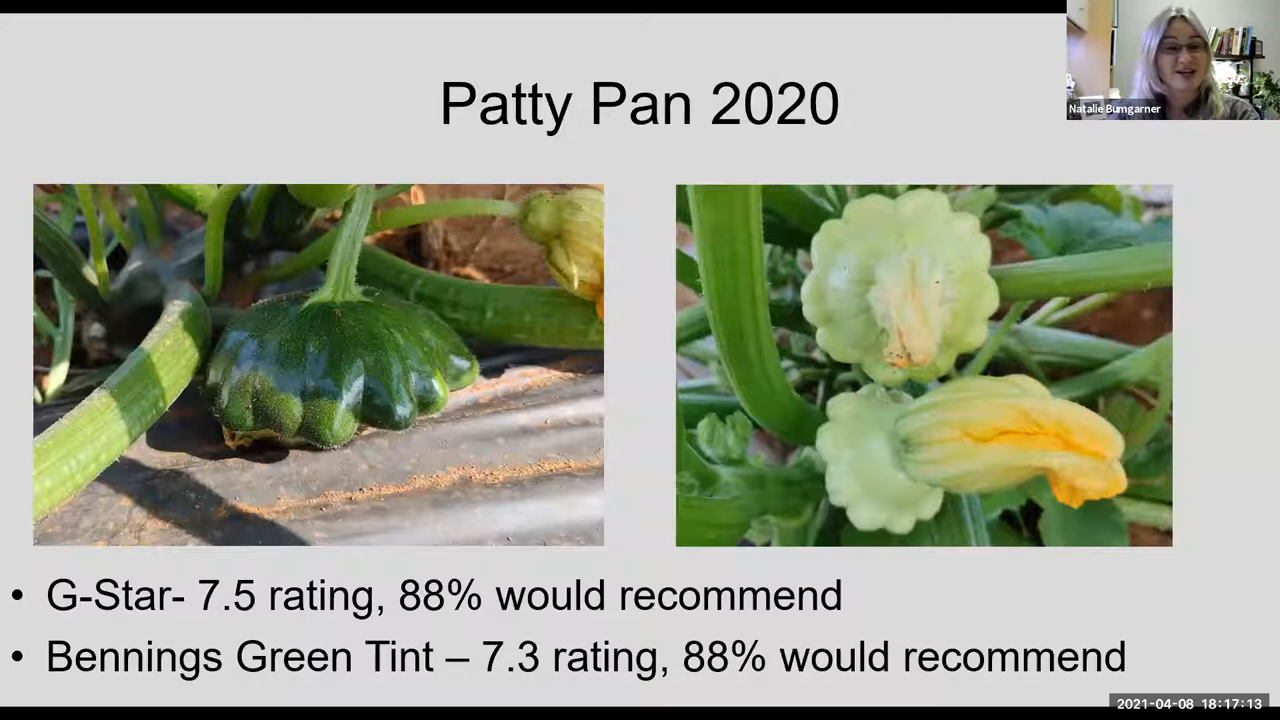 Natalie Bumgarner
Patty Pan 2020
• G-Star- 7.5 rating, 88% would recommend
• Bennings Green Tint – 7.3 rating, 88% would recommend
2021-04-08 18:17:13